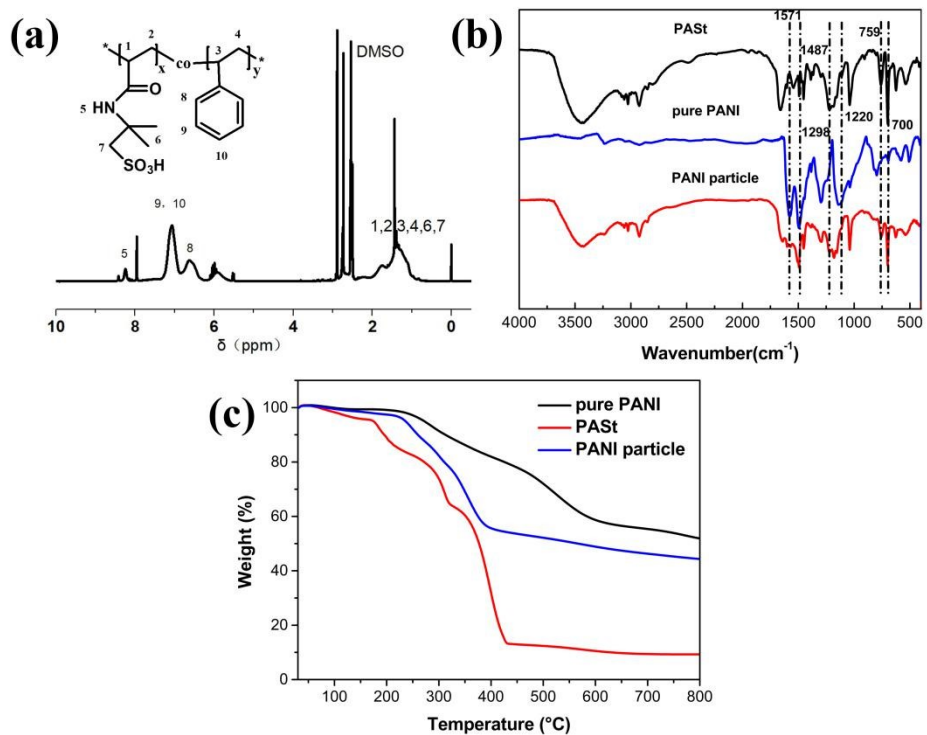 (a)
1
2
3
4
*
x
co
y
*
O
5
HN
8
9
6
7
10
SO₃H
DMSO
9, 10
8
5
1,2,3,4,6,7
10
8
6
4
2
0
δ (ppm)
(b)
PASt
1571
1487
759
pure PANI
1298
1220
700
PANI particle
4000
3500
3000
2500
2000
1500
1000
500
Wavenumber(cm⁻¹)
(c)
pure PANI
PASt
PANI particle
100
80
60
40
20
0
Weight (%)
100
200
300
400
500
600
700
800
Temperature (°C)